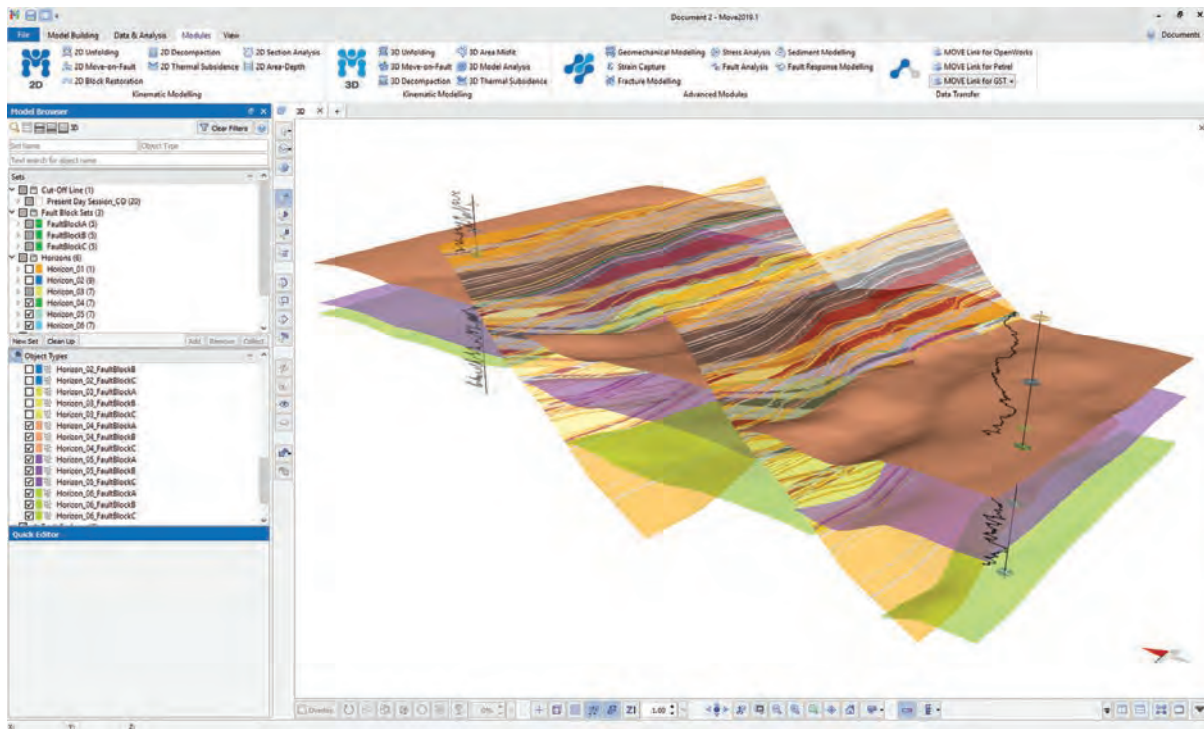 Document 2 - Move2019.1
File Model Building Data & Analysis Modules View
Documents
2D
2D Unfolding 2D Decompaction 2D Section Analysis
2D Move-on-Fault 2D Thermal Subsidence 2D Area-Depth
2D Block Restoration
Kinematic Modelling
3D
3D Unfolding 3D Area Misfit
3D Move-on-Fault 3D Model Analysis
3D Decompaction 3D Thermal Subsidence
Kinematic Modelling
Geomechanical Modelling Stress Analysis Sediment Modelling
Strain Capture Fault Analysis Fault Response Modelling
Fracture Modelling
Advanced Modules
MOVE Link for OpenWorks
MOVE Link for Petrel
MOVE Link for GST
Data Transfer
Model Browser
3D
3D Clear Filters
Set Name Object Type
Text search for object name
Sets
Cut-Off Line (1)
Present Day Session_CO (20)
Fault Block Sets (3)
FaultBlockA (5)
FaultBlockB (5)
FaultBlockC (5)
Horizons (6)
Horizon_01 (1)
Horizon_02 (9)
Horizon_03 (7)
Horizon_04 (7)
Horizon_05 (7)
Horizon_06 (7)
New Set Clean Up Add Remove Collect
Object Types
Horizon_02_FaultBlockB
Horizon_02_FaultBlockC
Horizon_03_FaultBlockA
Horizon_03_FaultBlockB
Horizon_03_FaultBlockC
Horizon_04_FaultBlockA
Horizon_04_FaultBlockB
Horizon_04_FaultBlockC
Horizon_05_FaultBlockA
Horizon_05_FaultBlockB
Horizon_05_FaultBlockC
Horizon_06_FaultBlockA
Horizon_06_FaultBlockB
Horizon_06_FaultBlockC
Quick Editor
0% Z1 1.00
X: Y: Z: